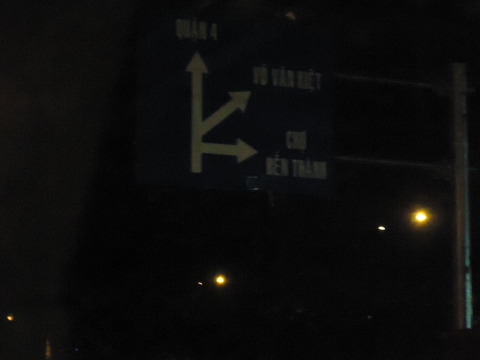 QUẬN 4
VÕ VĂN KIỆT
CHỢ
BẾN THÀNH